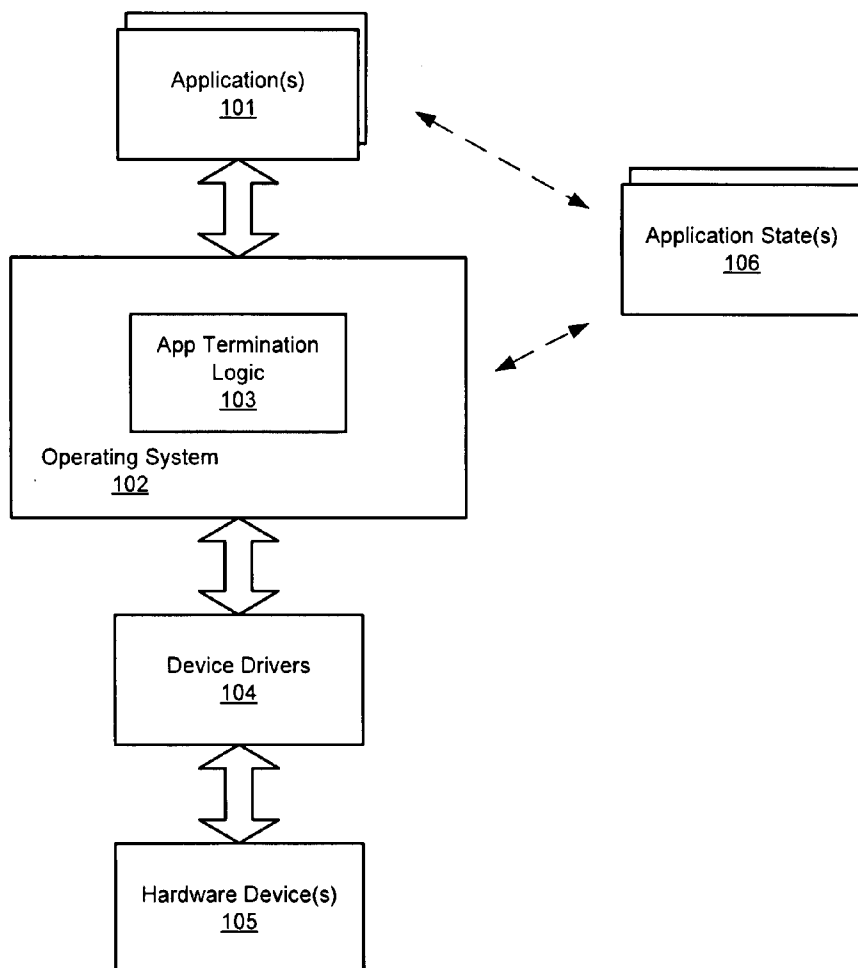 Application(s)
101
Application State(s)
106
App Termination
Logic
103
Operating System
102
Device Drivers
104
Hardware Device(s)
105